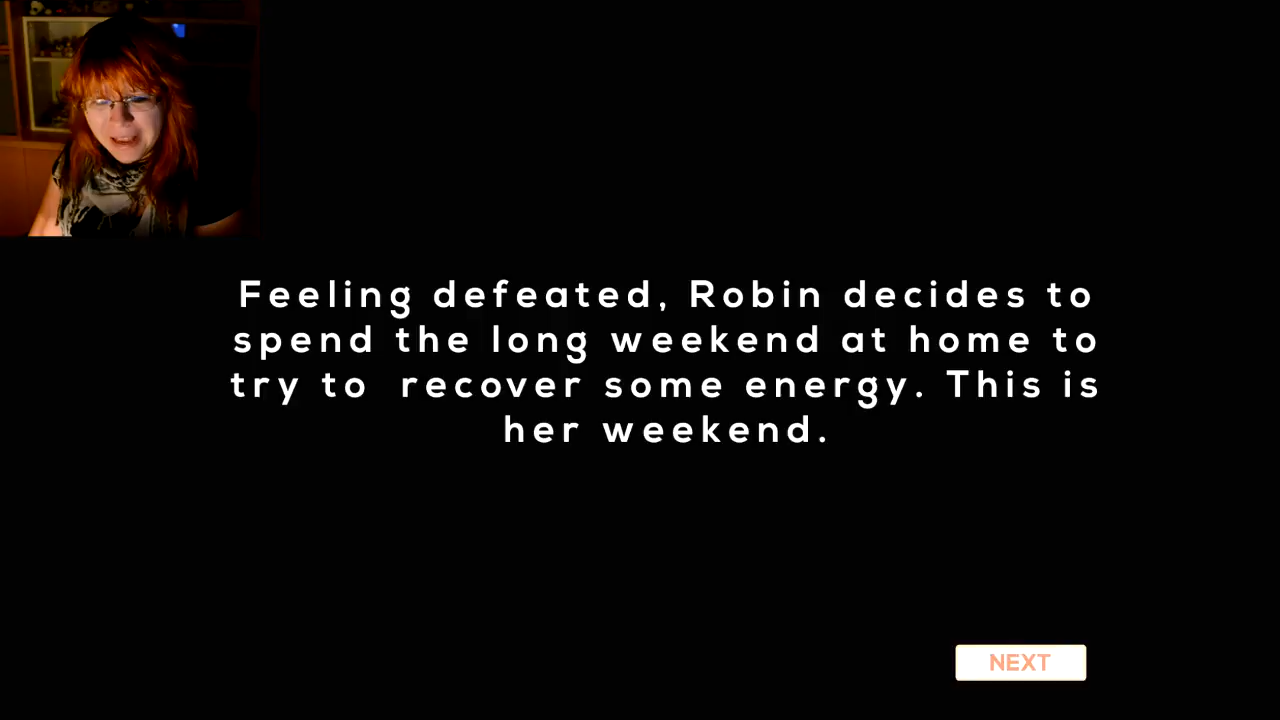 Feeling defeated, Robin decides to
spend the long weekend at home to
try to  recover some energy. This is
her weekend.
NEXT